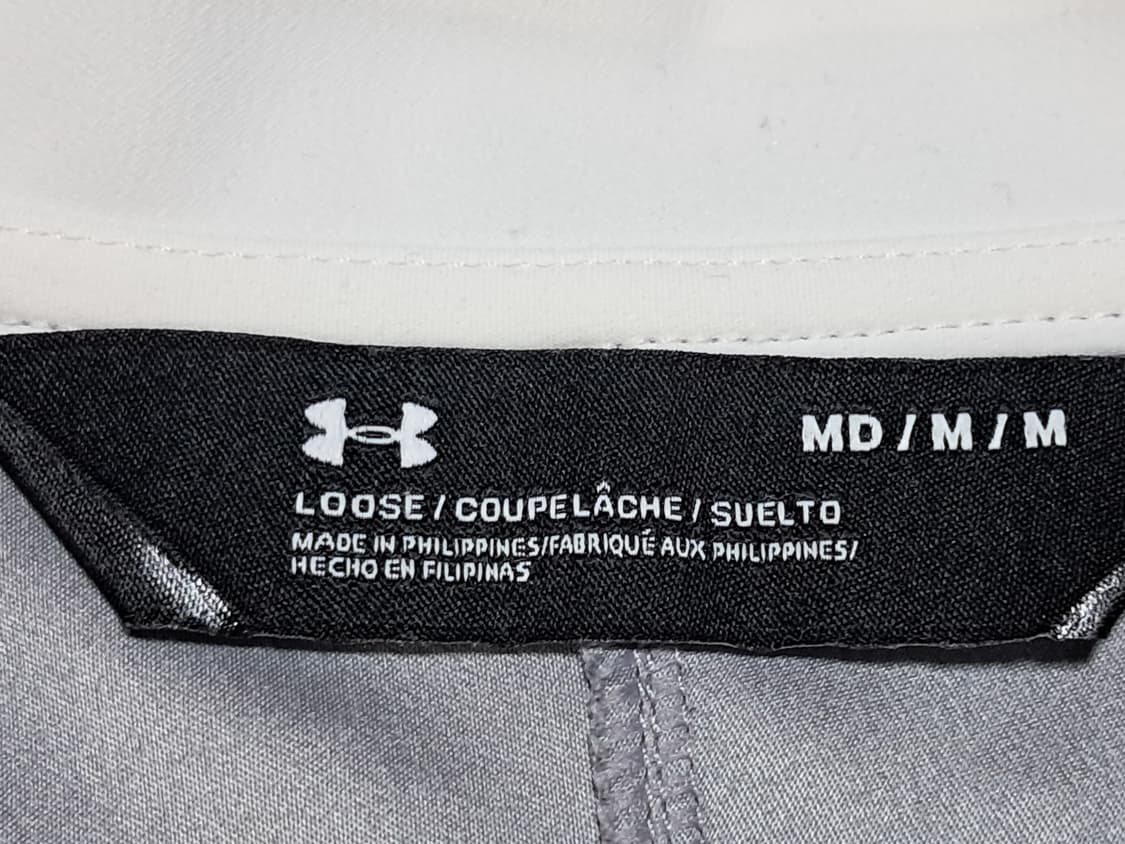 MD / M / M
LOOSE / COUPE LÂCHE / SUELTO
MADE IN PHILIPPINES/FABRIQUÉ AUX PHILIPPINES/
HECHO EN FILIPINAS